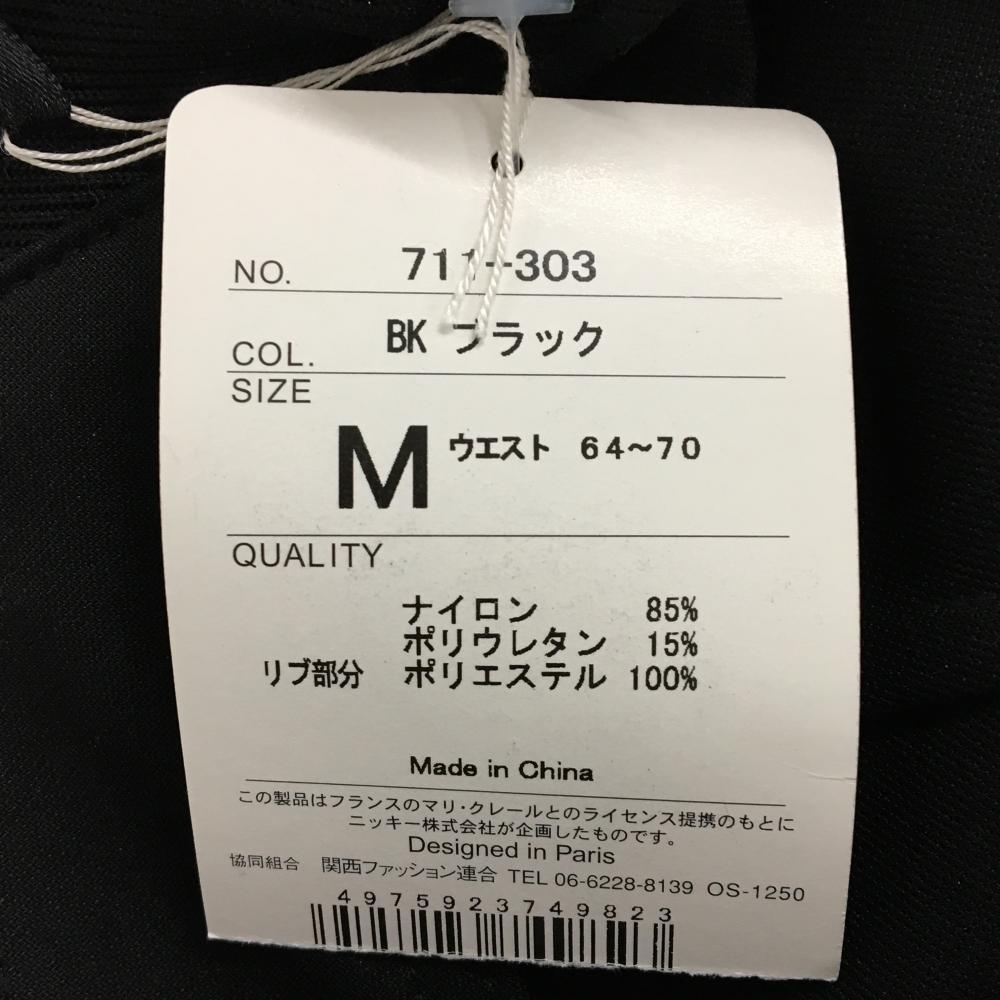 NO. 711-303
COL. BK ブラック
SIZE
M ウエスト 64~70
QUALITY
ナイロン 85%
ポリウレタン 15%
リブ部分 ポリエステル 100%
Made in China
この製品はフランスのマリ・クレールとのライセンス提携のもとに
ニッキー株式会社が企画したものです。
Designed in Paris
協同組合 関西ファッション連合 TEL 06-6228-8139 OS-1250
4975923749823